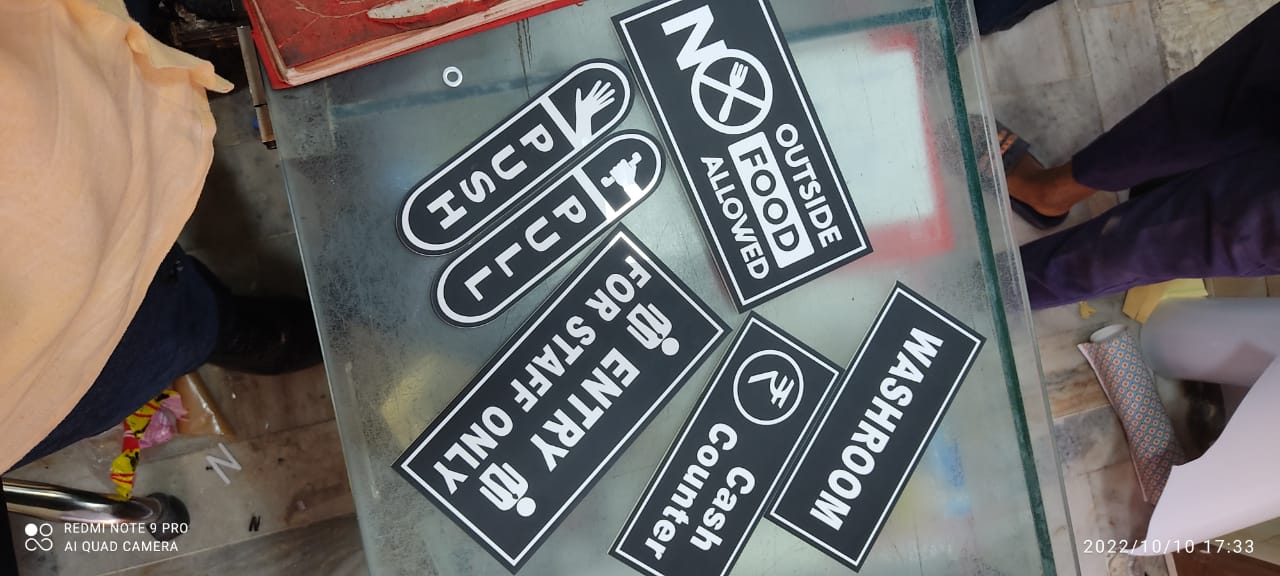 NO
OUTSIDE
FOOD
ALLOWED
PUSH
PULL
ENTRY
FOR STAFF ONLY
₹
Cash
Counter
WASHROOM
N
REDMI NOTE 9 PRO
AI QUAD CAMERA
2022/10/10 17:33